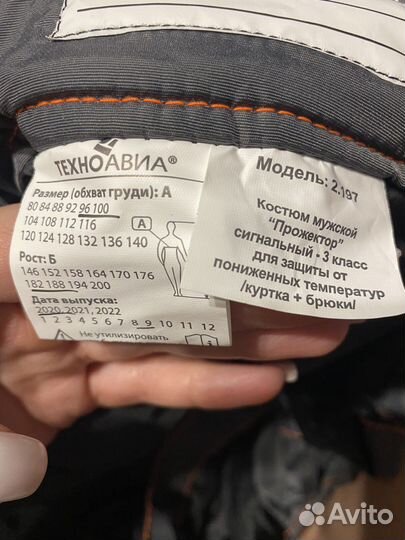 ТЕХНОАВИА®
Размер (обхват груди): А
80 84 88 92 96 100
104 108 112 116
120 124 128 132 136 140
А
Рост: Б
146 152 158 164 170 176
182 188 194 200
Дата выпуска:
2020, 2021, 2022
1 2 3 4 5 6 7 8 9 10 11 12
Не утилизировать
Модель: 2.197
Костюм мужской
"Прожектор"
сигнальный - 3 класс
для защиты от
пониженных температур
/куртка + брюки/
Avito